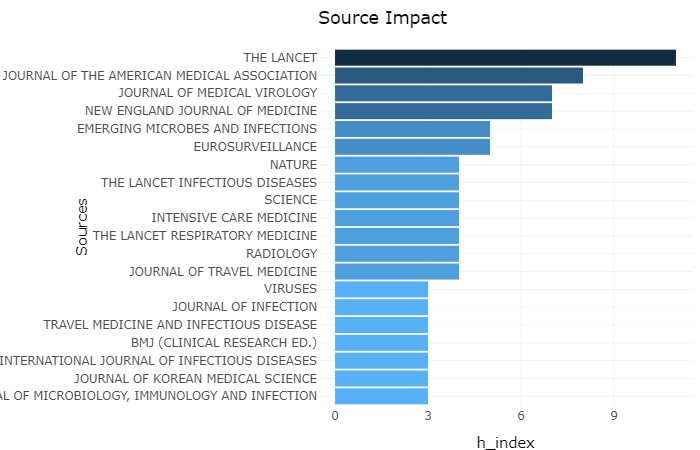 Source Impact
THE LANCET
JOURNAL OF THE AMERICAN MEDICAL ASSOCIATION
JOURNAL OF MEDICAL VIROLOGY
NEW ENGLAND JOURNAL OF MEDICINE
EMERGING MICROBES AND INFECTIONS
EUROSURVEILLANCE
NATURE
THE LANCET INFECTIOUS DISEASES
SCIENCE
INTENSIVE CARE MEDICINE
THE LANCET RESPIRATORY MEDICINE
RADIOLOGY
JOURNAL OF TRAVEL MEDICINE
VIRUSES
JOURNAL OF INFECTION
TRAVEL MEDICINE AND INFECTIOUS DISEASE
BMJ (CLINICAL RESEARCH ED.)
INTERNATIONAL JOURNAL OF INFECTIOUS DISEASES
JOURNAL OF KOREAN MEDICAL SCIENCE
AL OF MICROBIOLOGY, IMMUNOLOGY AND INFECTION
Sources
0 3 6 9
h_index